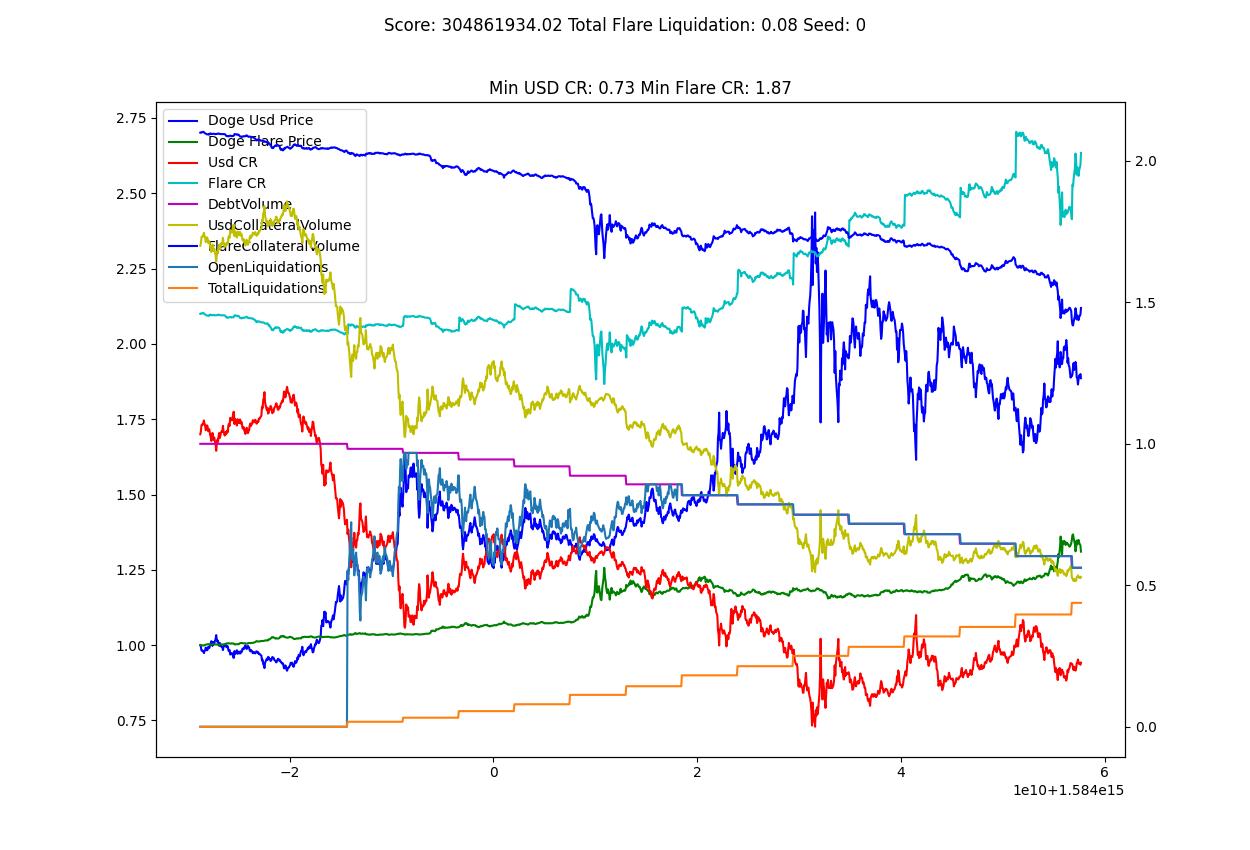 Score: 304861934.02 Total Flare Liquidation: 0.08 Seed: 0
Min USD CR: 0.73 Min Flare CR: 1.87
Doge Usd Price
Doge Flare Price
Usd CR
Flare CR
DebtVolume
UsdCollateralVolume
FlareCollateralVolume
OpenLiquidations
TotalLiquidations
2.75
2.50
2.25
2.00
1.75
1.50
1.25
1.00
0.75
2.0
1.5
1.0
0.5
0.0
−2
0
2
4
6
1e10+1.584e15